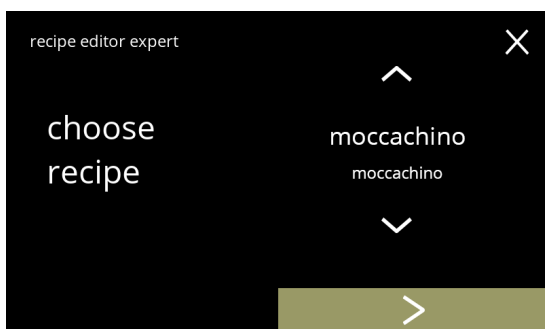 recipe editor expert
choose
recipe
moccachino
moccachino